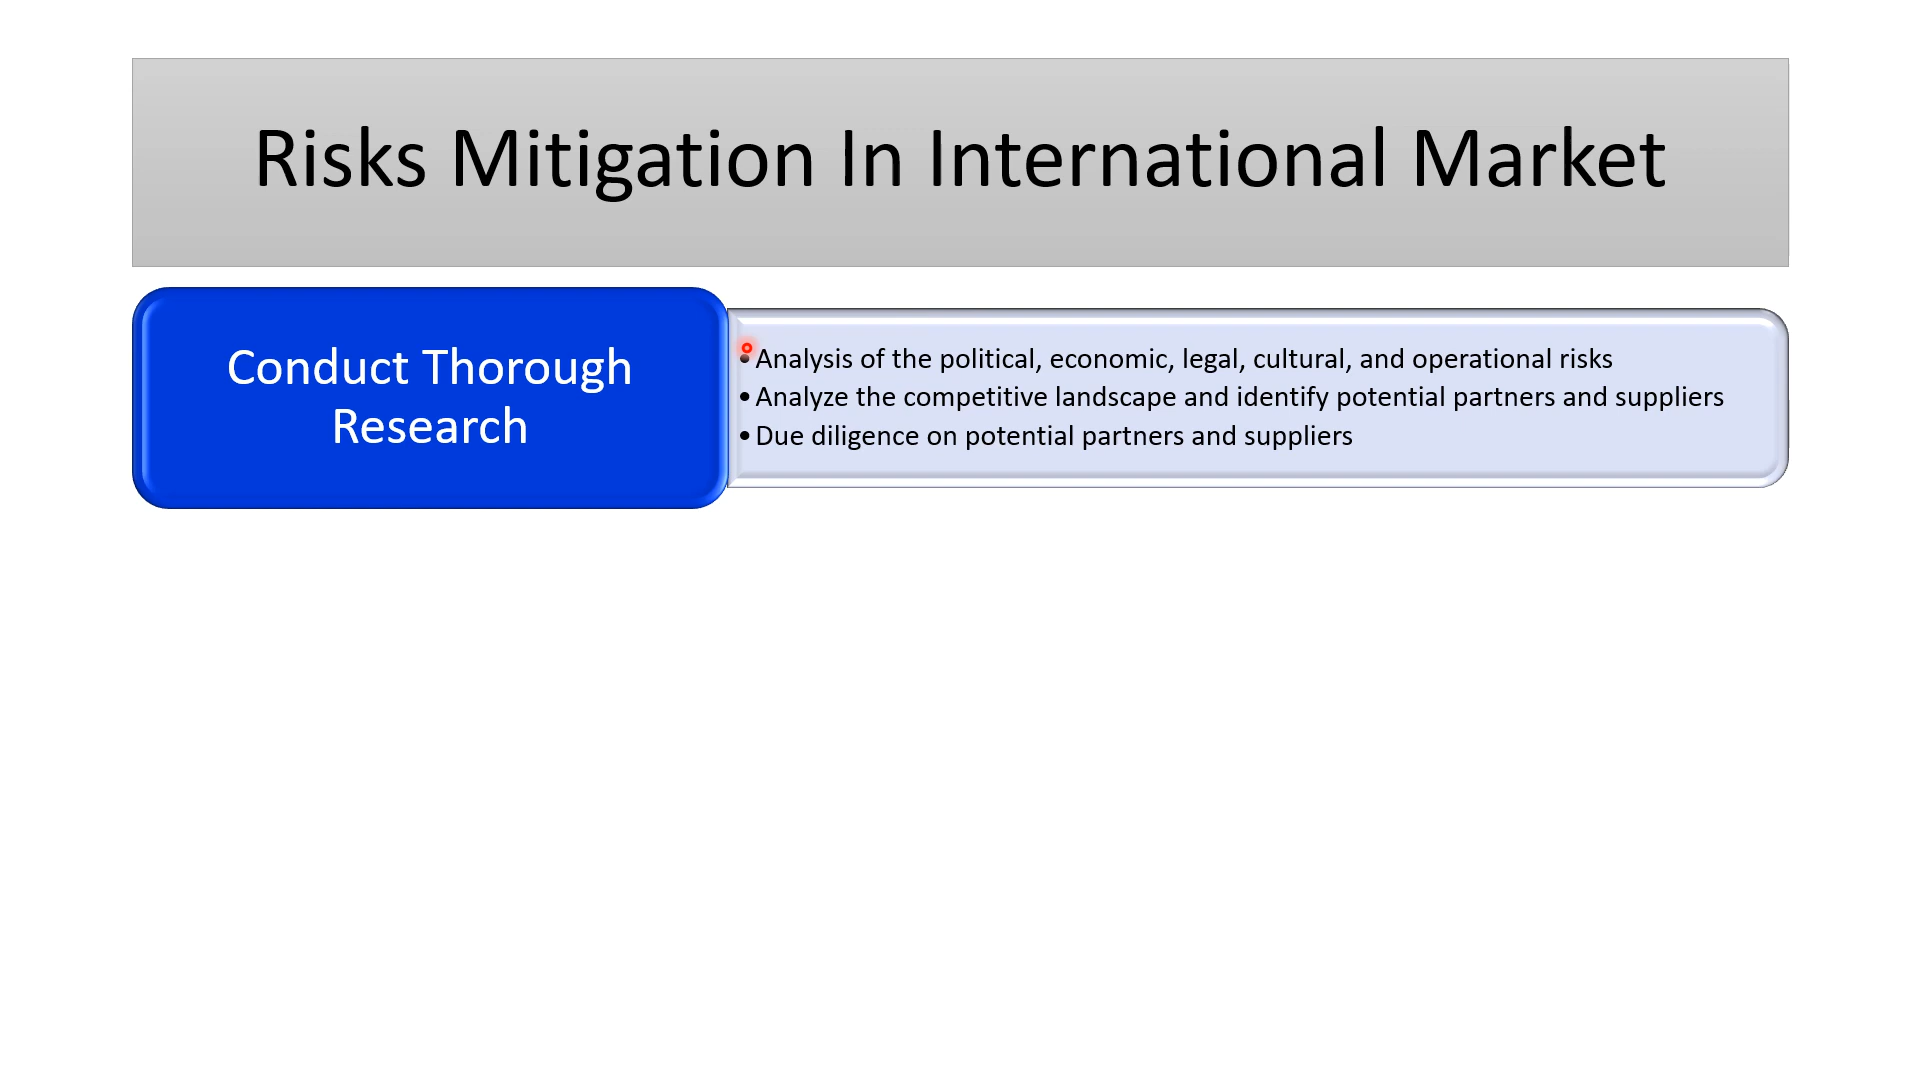 Risks Mitigation In International Market
Conduct Thorough
Research
• Analysis of the political, economic, legal, cultural, and operational risks
• Analyze the competitive landscape and identify potential partners and suppliers
• Due diligence on potential partners and suppliers